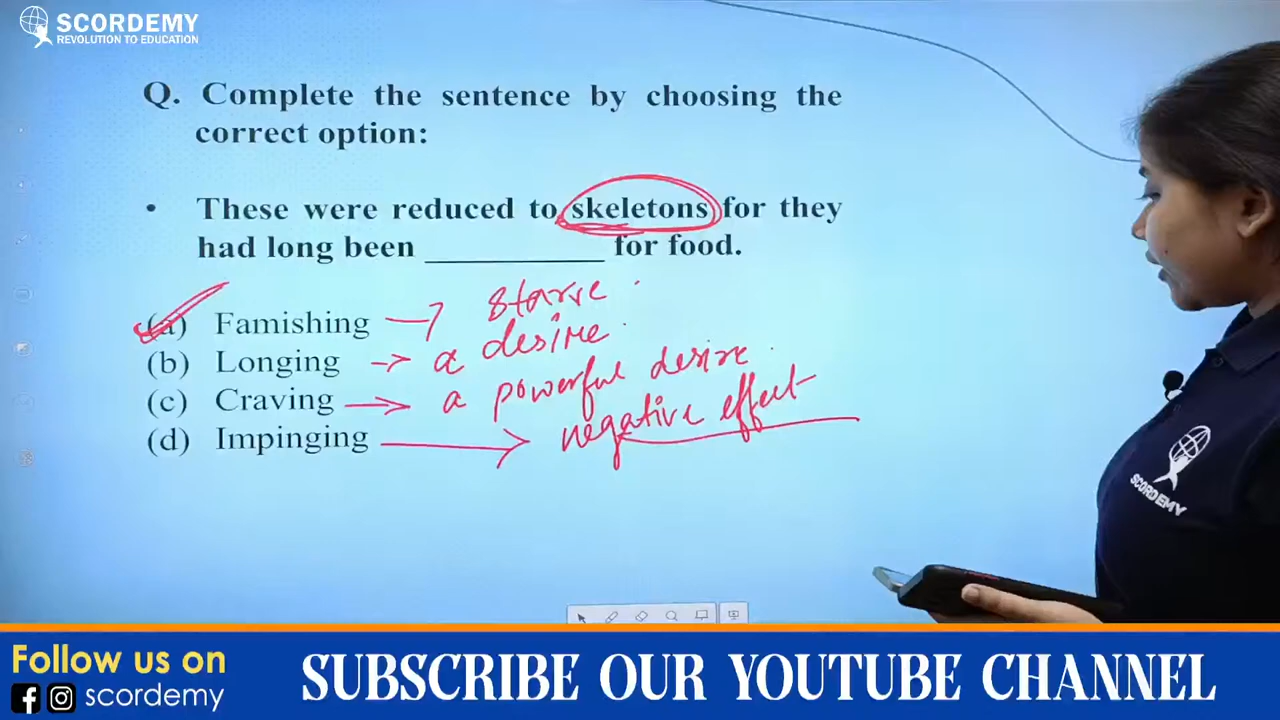 SCORDEMY
REVOLUTION TO EDUCATION
Q. Complete the sentence by choosing the
correct option:
• These were reduced to skeletons for they
had long been __________ for food.
(a) Famishing → starve.
(b) Longing → a desire.
(c) Craving → a powerful desire.
(d) Impinging → negative effect
SCORDEMY
Follow us on
scordemy
SUBSCRIBE OUR YOUTUBE CHANNEL